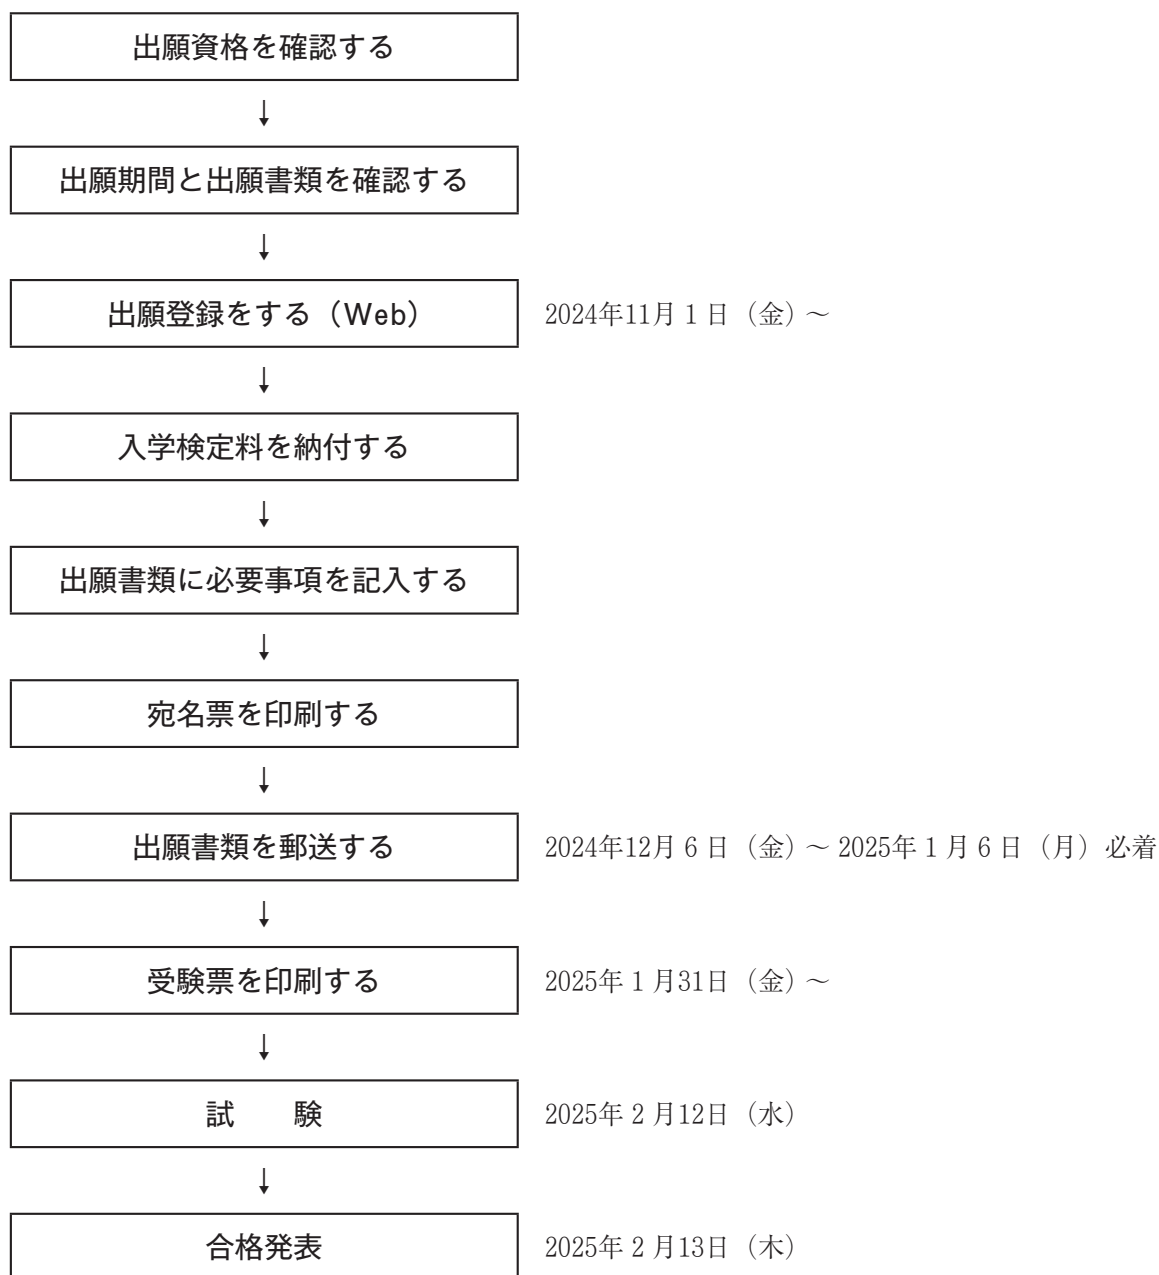 出願資格を確認する
↓
出願期間と出願書類を確認する
↓
出願登録をする（Web） 2024年11月1日（金）～
↓
入学検定料を納付する
↓
出願書類に必要事項を記入する
↓
宛名票を印刷する
↓
出願書類を郵送する 2024年12月6日（金）～2025年1月6日（月）必着
↓
受験票を印刷する 2025年1月31日（金）～
↓
試　　験 2025年2月12日（水）
↓
合格発表 2025年2月13日（木）